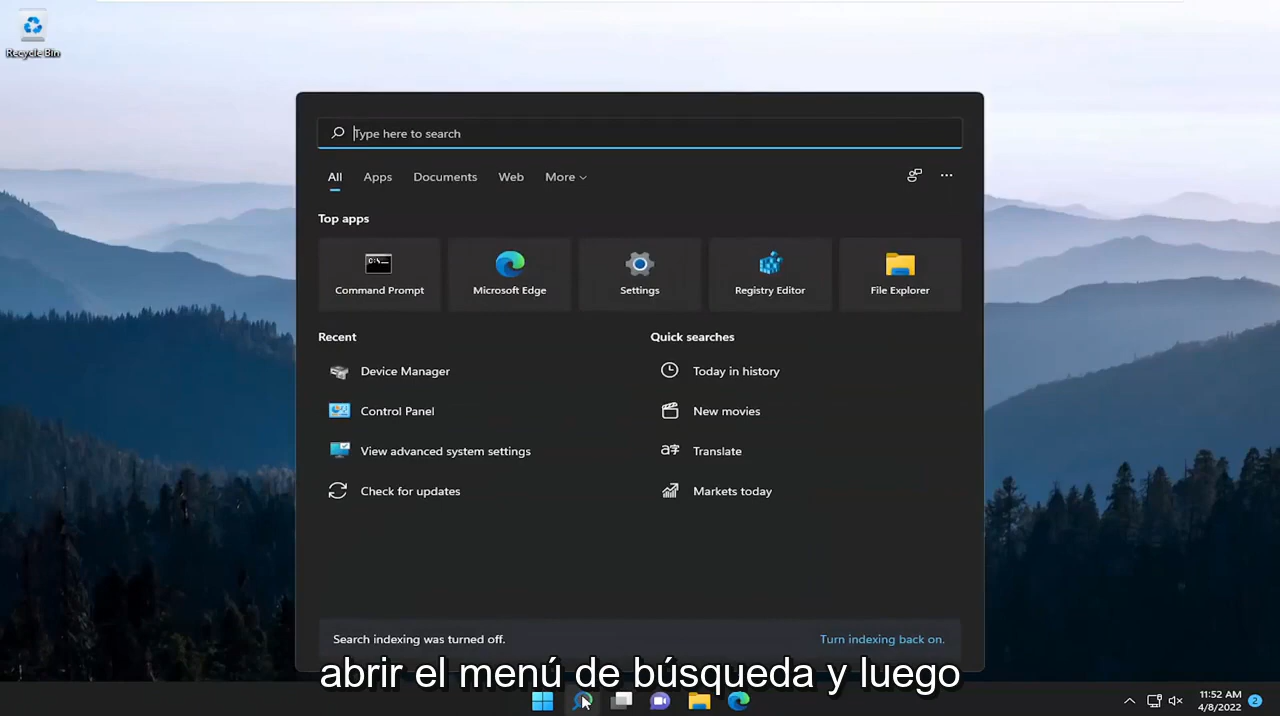 Recycle Bin
Type here to search
All Apps Documents Web More
Top apps
Command Prompt Microsoft Edge Settings Registry Editor File Explorer
Recent Quick searches
Device Manager Today in history
Control Panel New movies
View advanced system settings Translate
Check for updates Markets today
Search indexing was turned off. Turn indexing back on.
abrir el menú de búsqueda y luego
11:52 AM
4/8/2022 2